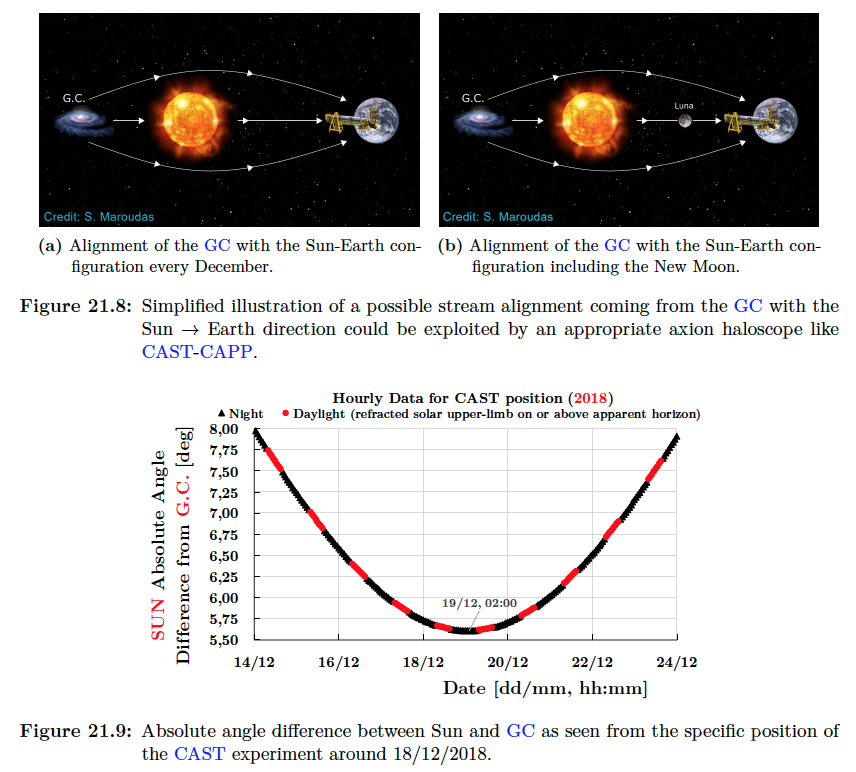 G.C.
Credit: S. Maroudas
G.C.
Luna
Credit: S. Maroudas
(a) Alignment of the GC with the Sun-Earth con-
figuration every December.
(b) Alignment of the GC with the Sun-Earth con-
figuration including the New Moon.
Figure 21.8: Simplified illustration of a possible stream alignment coming from the GC with the
Sun → Earth direction could be exploited by an appropriate axion haloscope like
CAST-CAPP.
Hourly Data for CAST position (2018)
▲ Night ● Daylight (refracted solar upper-limb on or above apparent horizon)
SUN Absolute Angle
Difference from G.C. [deg]
8,00
7,75
7,50
7,25
7,00
6,75
6,50
6,25
6,00
5,75
5,50
19/12, 02:00
14/12 16/12 18/12 20/12 22/12 24/12
Date [dd/mm, hh:mm]
Figure 21.9: Absolute angle difference between Sun and GC as seen from the specific position of
the CAST experiment around 18/12/2018.